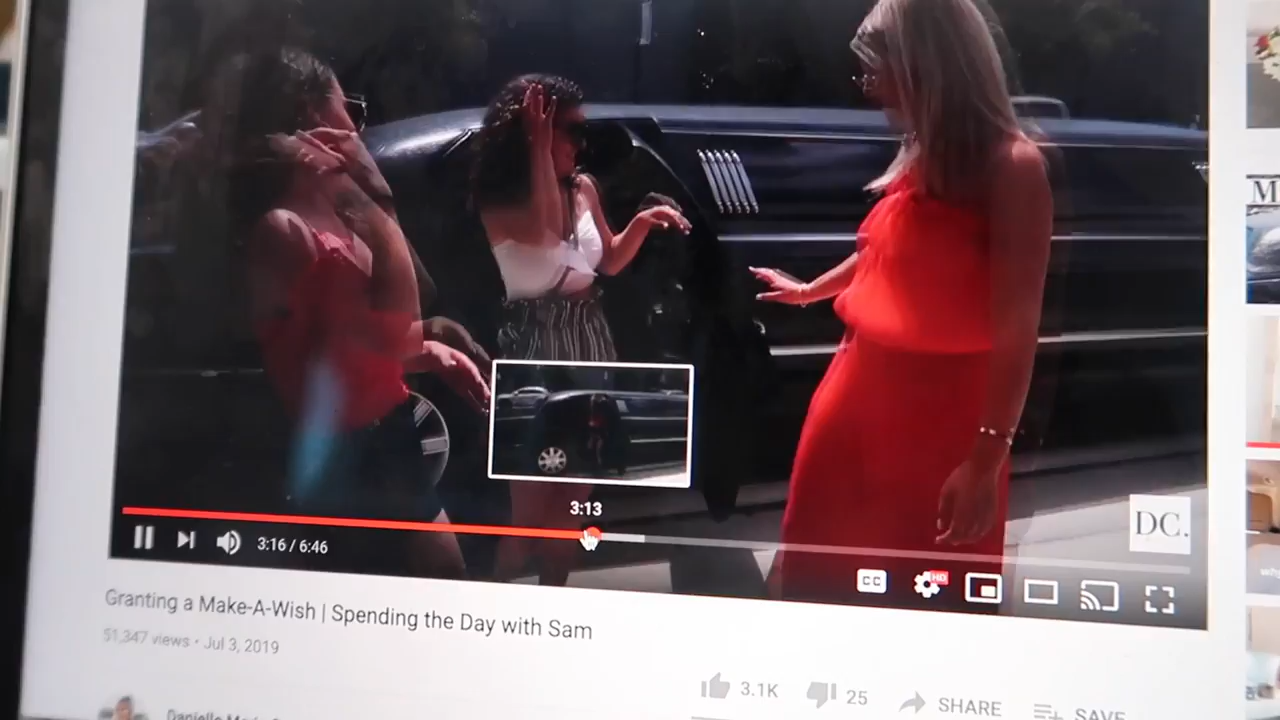 M
3:13
DC.
3:16 / 6:46
CC
HD
Granting a Make-A-Wish | Spending the Day with Sam
51,347 views • Jul 3, 2019
3.1K
25
SHARE
SAVE
Danielle